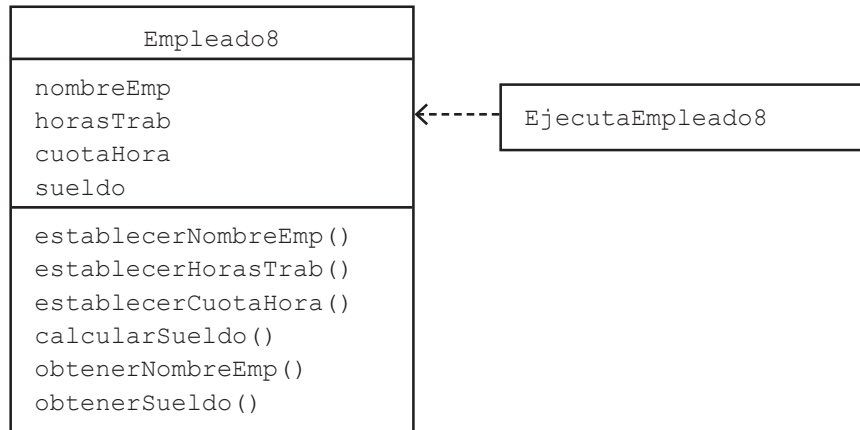 Empleado8
nombreEmp
horasTrab
cuotaHora
sueldo
establecerNombreEmp()
establecerHorasTrab()
establecerCuotaHora()
calcularSueldo()
obtenerNombreEmp()
obtenerSueldo()
EjecutaEmpleado8